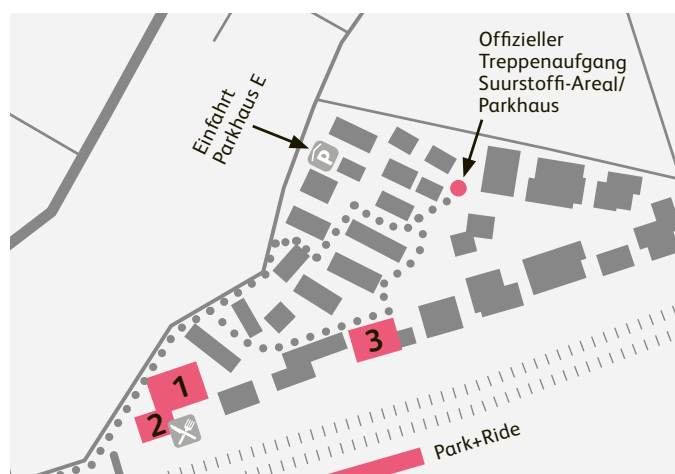 Offizieller
Treppenaufgang
Suurstoffi-Areal/
Parkhaus
Einfahrt
Parkhaus E
P
3
1
2
Park+Ride